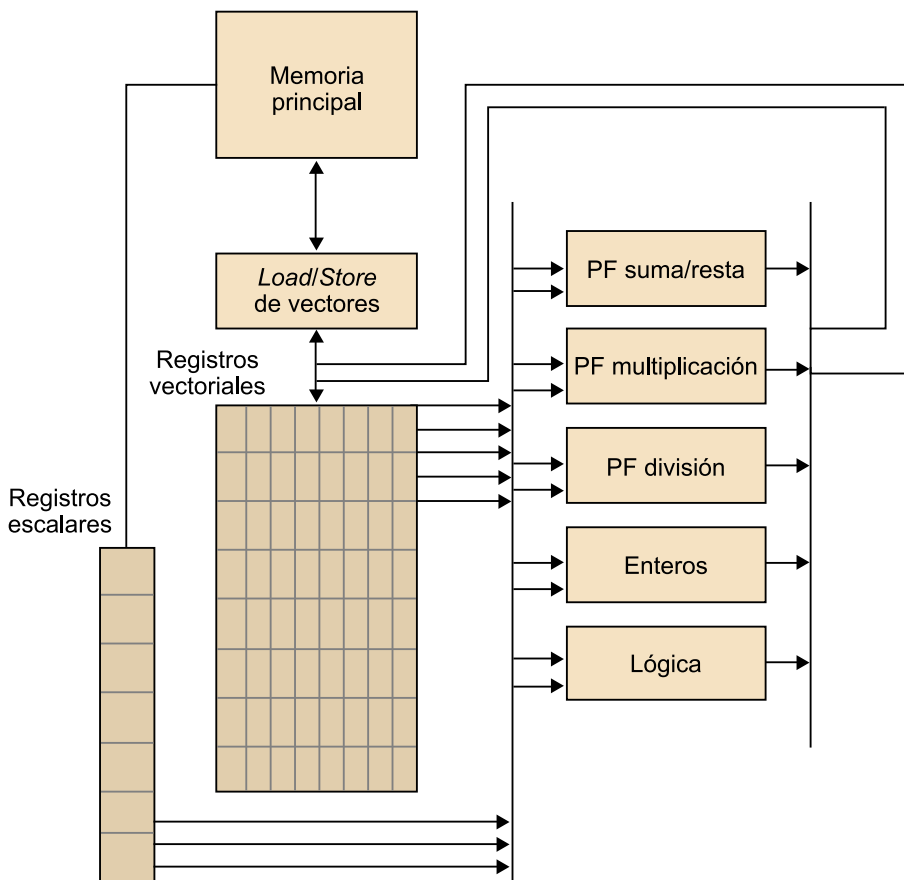 Memoria
principal
Load/Store
de vectores
Registros
vectoriales
Registros
escalares
PF suma/resta
PF multiplicación
PF división
Enteros
Lógica